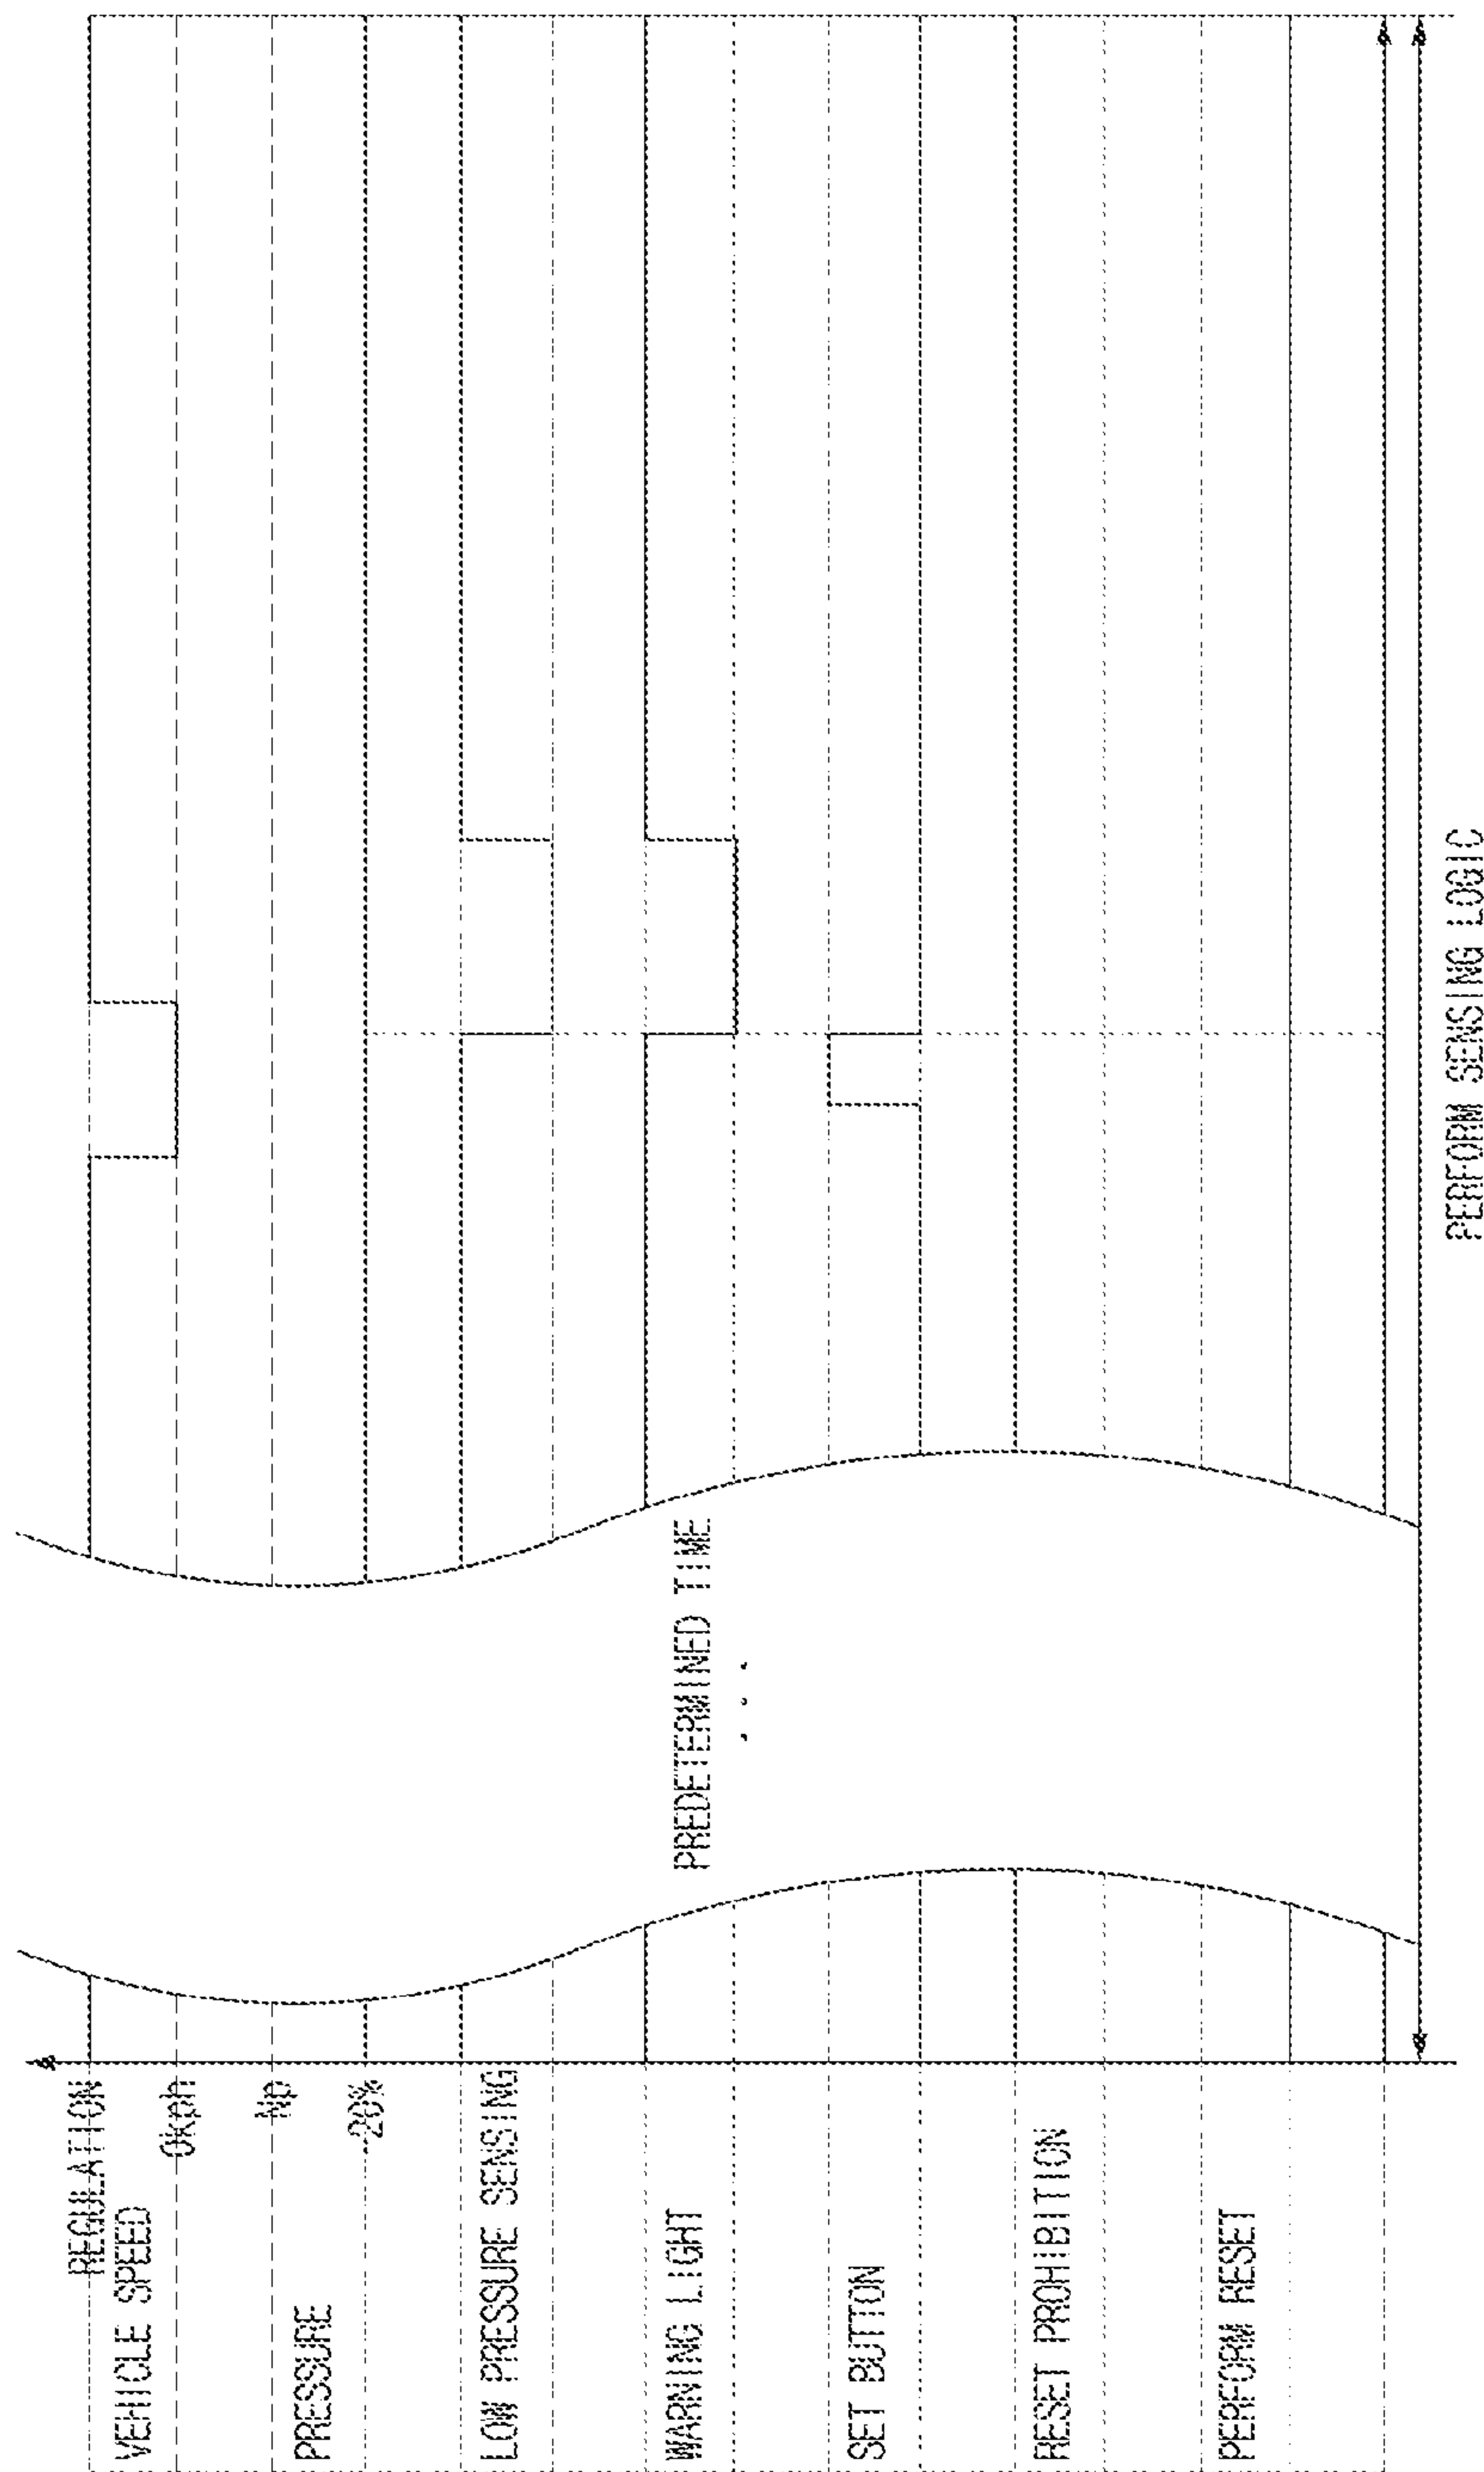 REGULATION
VEHICLE SPEED
0kph
Np
PRESSURE
-20%
LOW PRESSURE SENSING
WARNING LIGHT
SET BUTTON
RESET PROHIBITION
PERFORM RESET
PREDETERMINED TIME
...
PERFORM SENSING LOGIC